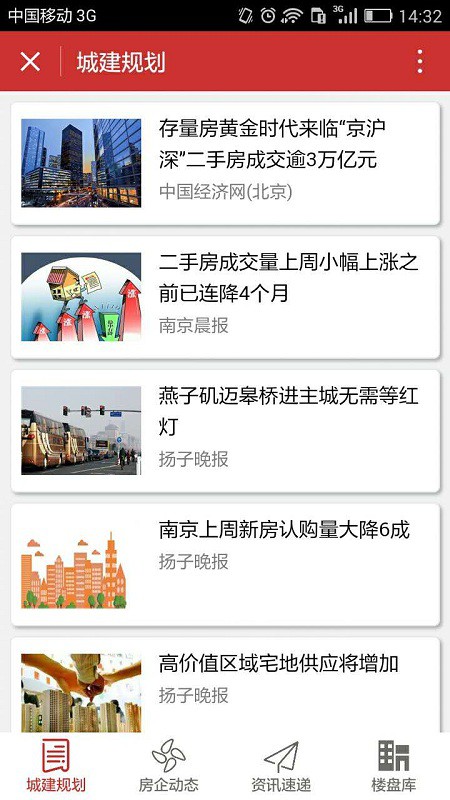 中国移动 3G
3G
14:32
城建规划
存量房黄金时代来临“京沪
深”二手房成交逾3万亿元
中国经济网(北京)
二手房成交量上周小幅上涨之
前已连降4个月
南京晨报
涨
涨
涨
燕子矶迈皋桥进主城无需等红
灯
扬子晚报
南京上周新房认购量大降6成
扬子晚报
高价值区域宅地供应将增加
扬子晚报
城建规划
房企动态
资讯速递
楼盘库